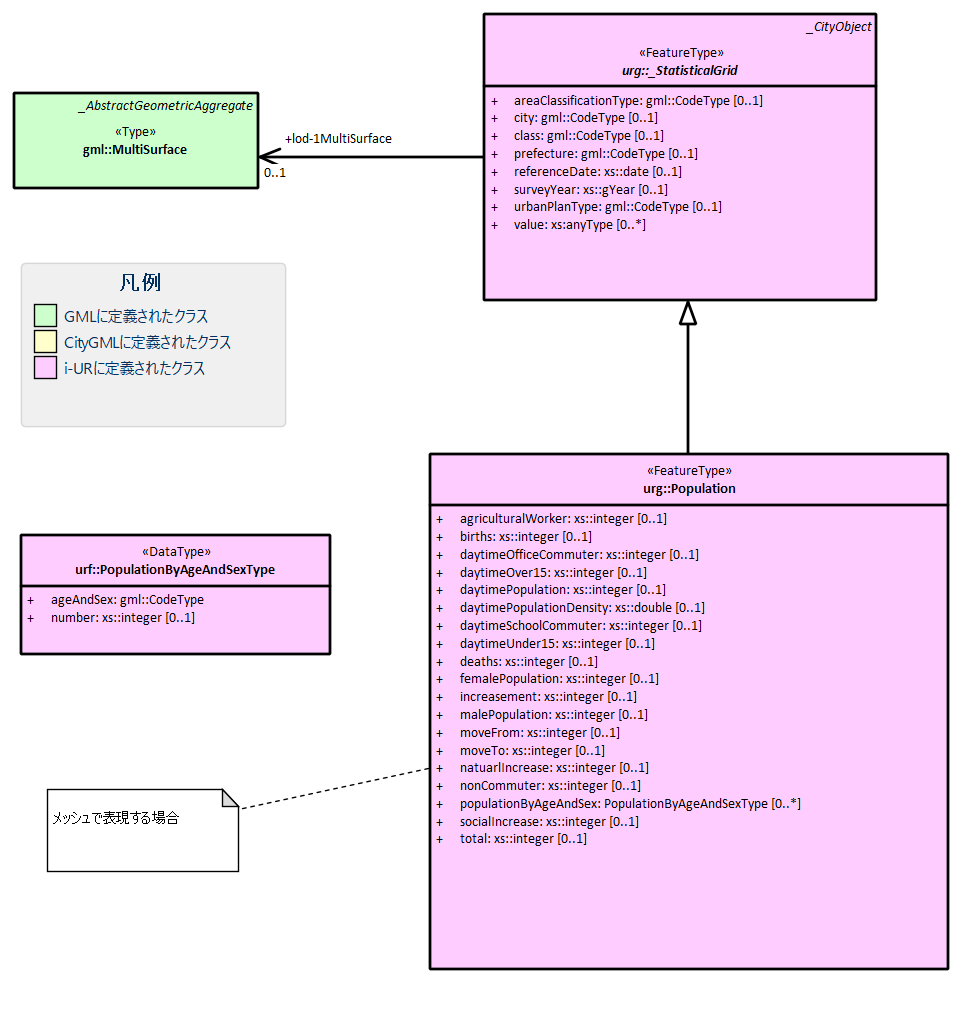 _CityObject
«FeatureType»
urg::_StatisticalGrid
+ areaClassificationType: gml::CodeType [0..1]
+ city: gml::CodeType [0..1]
+ class: gml::CodeType [0..1]
+ prefecture: gml::CodeType [0..1]
+ referenceDate: xs::date [0..1]
+ surveyYear: xs::gYear [0..1]
+ urbanPlanType: gml::CodeType [0..1]
+ value: xs:anyType [0..*]
_AbstractGeometricAggregate
«Type»
gml::MultiSurface
+lod-1MultiSurface
0..1
凡例
GMLに定義されたクラス
CityGMLに定義されたクラス
i-URに定義されたクラス
«FeatureType»
urg::Population
+ agriculturalWorker: xs::integer [0..1]
+ births: xs::integer [0..1]
+ daytimeOfficeCommuter: xs::integer [0..1]
+ daytimeOver15: xs::integer [0..1]
+ daytimePopulation: xs::integer [0..1]
+ daytimePopulationDensity: xs::double [0..1]
+ daytimeSchoolCommuter: xs::integer [0..1]
+ daytimeUnder15: xs::integer [0..1]
+ deaths: xs::integer [0..1]
+ femalePopulation: xs::integer [0..1]
+ increasement: xs::integer [0..1]
+ malePopulation: xs::integer [0..1]
+ moveFrom: xs::integer [0..1]
+ moveTo: xs::integer [0..1]
+ natuarlIncrease: xs::integer [0..1]
+ nonCommuter: xs::integer [0..1]
+ populationByAgeAndSex: PopulationByAgeAndSexType [0..*]
+ socialIncrease: xs::integer [0..1]
+ total: xs::integer [0..1]
«DataType»
urf::PopulationByAgeAndSexType
+ ageAndSex: gml::CodeType
+ number: xs::integer [0..1]
メッシュで表現する場合